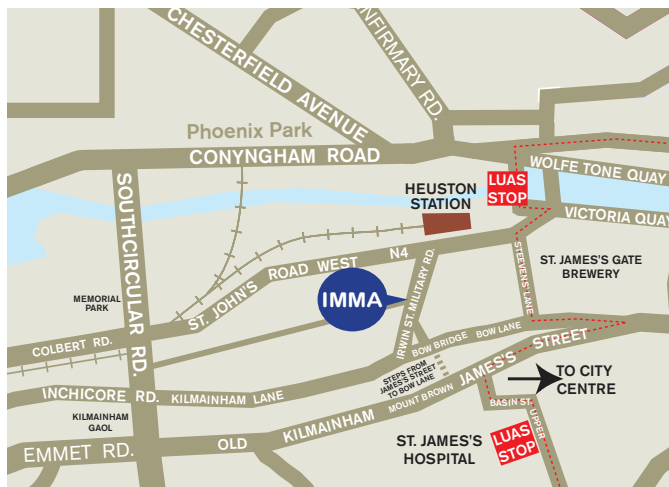 CHESTERFIELD AVENUE
NFIRMARY RD.
Phoenix Park
CONYNGHAM ROAD
WOLFE TONE QUAY
LUAS
STOP
HEUSTON
STATION
VICTORIA QUAY
SOUTHCIRCULAR RD.
N4
ST. JOHN'S ROAD WEST
STEEVENS' LANE
ST. JAMES'S GATE
BREWERY
IMMA
MEMORIAL
PARK
IRWIN ST. MILITARY RD.
COLBERT RD.
BOW BRIDGE
BOW LANE
JAMES'S STREET
STEPS FROM
JAMES'S STREET
TO BOW LANE
TO CITY
CENTRE
INCHICORE RD.
KILMAINHAM LANE
MOUNT BROWN
BASIN ST. UPPER
KILMAINHAM
GAOL
EMMET RD.
OLD KILMAINHAM
ST. JAMES'S
HOSPITAL
LUAS
STOP